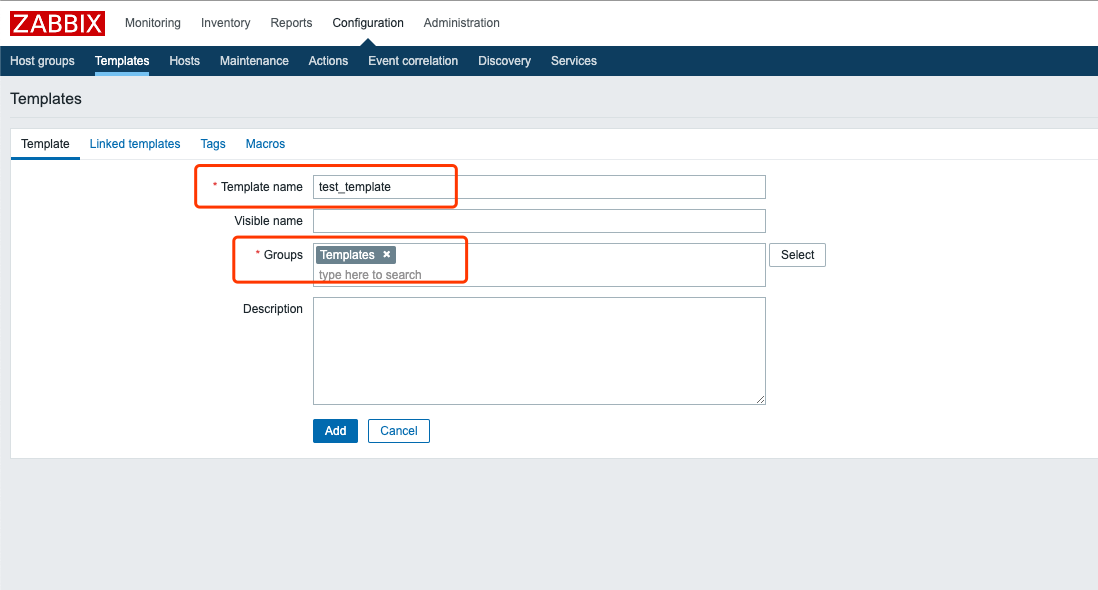 ZABBIX Monitoring Inventory Reports Configuration Administration
Host groups Templates Hosts Maintenance Actions Event correlation Discovery Services
Templates
Template Linked templates Tags Macros
* Template name test_template
Visible name
* Groups Templates ✖ Select
type here to search
Description
Add Cancel